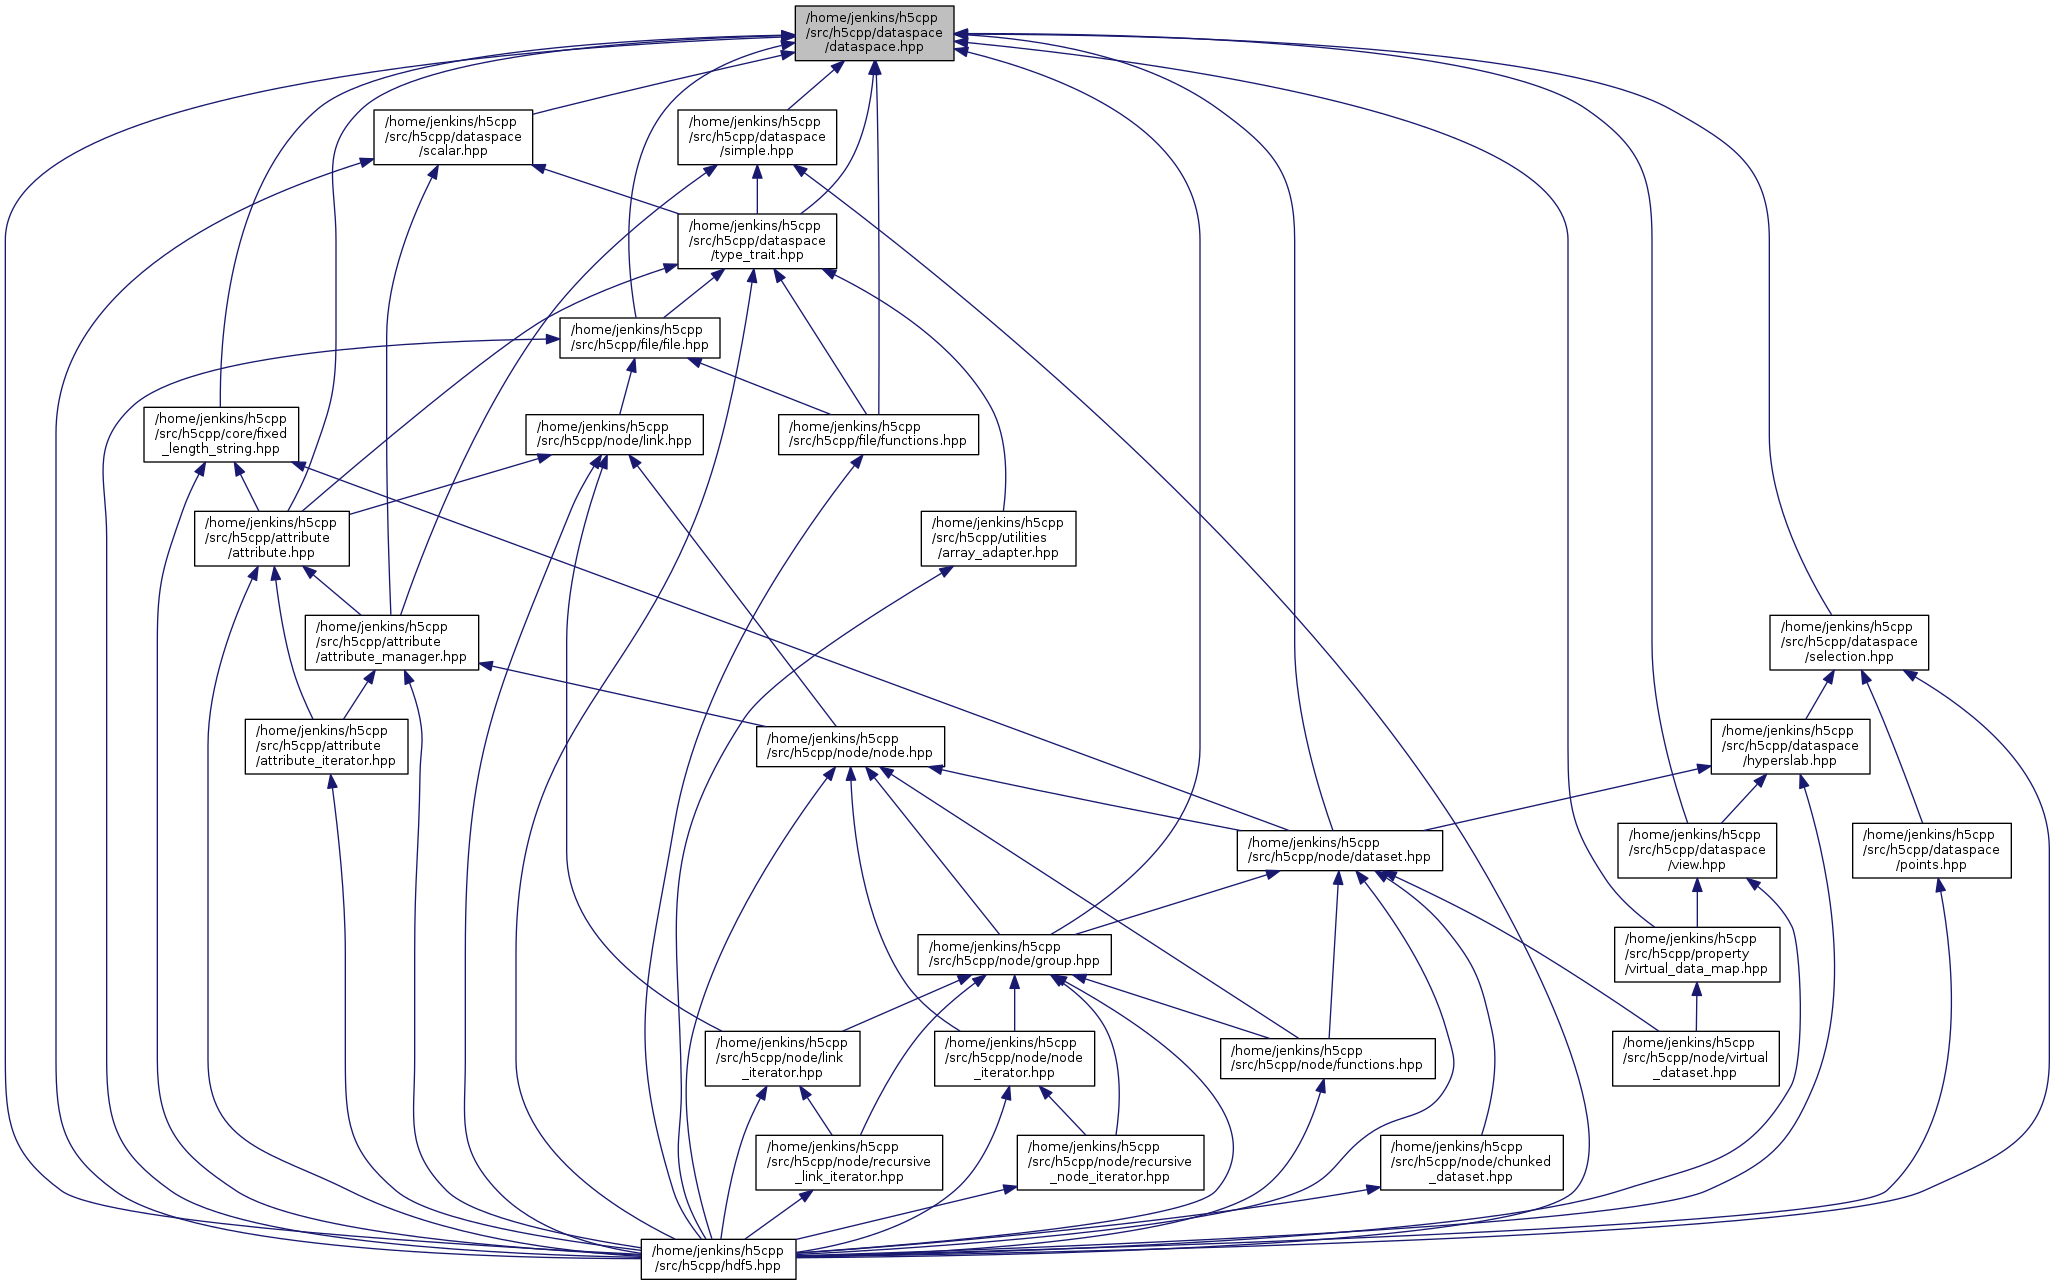 /home/jenkins/h5cpp
/src/h5cpp/dataspace
/dataspace.hpp
/home/jenkins/h5cpp
/src/h5cpp/dataspace
/scalar.hpp
/home/jenkins/h5cpp
/src/h5cpp/dataspace
/simple.hpp
/home/jenkins/h5cpp
/src/h5cpp/dataspace
/type_trait.hpp
/home/jenkins/h5cpp
/src/h5cpp/file/file.hpp
/home/jenkins/h5cpp
/src/h5cpp/core/fixed
_length_string.hpp
/home/jenkins/h5cpp
/src/h5cpp/node/link.hpp
/home/jenkins/h5cpp
/src/h5cpp/file/functions.hpp
/home/jenkins/h5cpp
/src/h5cpp/attribute
/attribute.hpp
/home/jenkins/h5cpp
/src/h5cpp/utilities
/array_adapter.hpp
/home/jenkins/h5cpp
/src/h5cpp/attribute
/attribute_manager.hpp
/home/jenkins/h5cpp
/src/h5cpp/dataspace
/selection.hpp
/home/jenkins/h5cpp
/src/h5cpp/attribute
/attribute_iterator.hpp
/home/jenkins/h5cpp
/src/h5cpp/node/node.hpp
/home/jenkins/h5cpp
/src/h5cpp/dataspace
/hyperslab.hpp
/home/jenkins/h5cpp
/src/h5cpp/node/dataset.hpp
/home/jenkins/h5cpp
/src/h5cpp/dataspace
/view.hpp
/home/jenkins/h5cpp
/src/h5cpp/dataspace
/points.hpp
/home/jenkins/h5cpp
/src/h5cpp/node/group.hpp
/home/jenkins/h5cpp
/src/h5cpp/property
/virtual_data_map.hpp
/home/jenkins/h5cpp
/src/h5cpp/node/link
_iterator.hpp
/home/jenkins/h5cpp
/src/h5cpp/node/node
_iterator.hpp
/home/jenkins/h5cpp
/src/h5cpp/node/functions.hpp
/home/jenkins/h5cpp
/src/h5cpp/node/virtual
_dataset.hpp
/home/jenkins/h5cpp
/src/h5cpp/node/recursive
_link_iterator.hpp
/home/jenkins/h5cpp
/src/h5cpp/node/recursive
_node_iterator.hpp
/home/jenkins/h5cpp
/src/h5cpp/node/chunked
_dataset.hpp
/home/jenkins/h5cpp
/src/h5cpp/hdf5.hpp